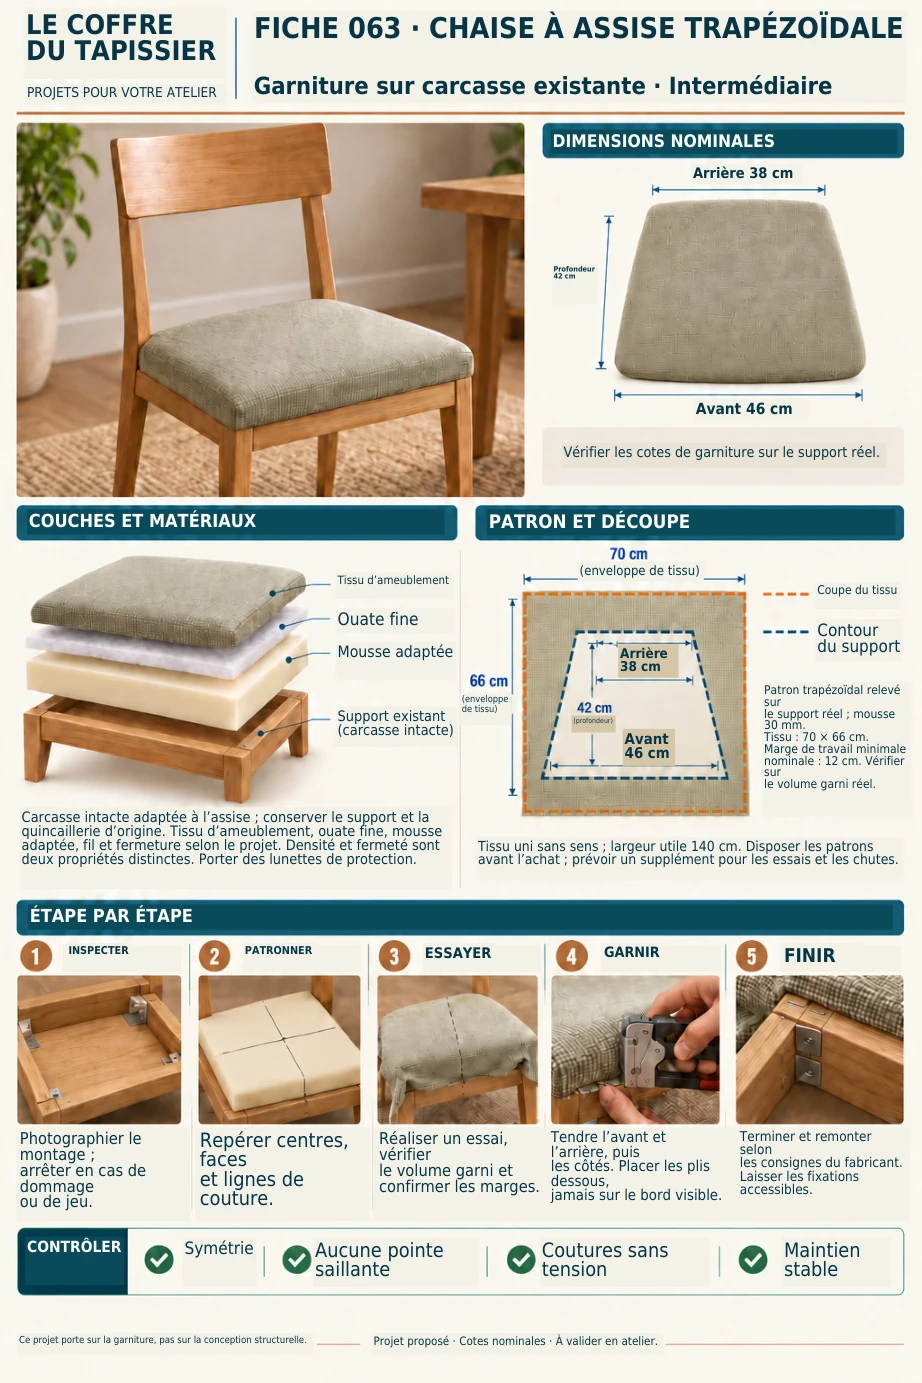 LE COFFRE
DU TAPISSIER
PROJETS POUR VOTRE ATELIER
FICHE 063 · CHAISE À ASSISE TRAPÉZOÏDALE
Garniture sur carcasse existante · Intermédiaire
DIMENSIONS NOMINALES
Arrière 38 cm
Profondeur
42 cm
Avant 46 cm
Vérifier les cotes de garniture sur le support réel.
COUCHES ET MATÉRIAUX
Tissu d’ameublement
Ouate fine
Mousse adaptée
Support existant
(carcasse intacte)
Carcasse intacte adaptée à l’assise ; conserver le support et la
quincaillerie d’origine. Tissu d’ameublement, ouate fine, mousse
adaptée, fil et fermeture selon le projet. Densité et fermeté sont
deux propriétés distinctes. Porter des lunettes de protection.
PATRON ET DÉCOUPE
70 cm
(enveloppe de tissu)
66 cm
(enveloppe
de tissu)
Arrière
38 cm
42 cm
(profondeur)
Avant
46 cm
Coupe du tissu
Contour
du support
Patron trapézoïdal relevé
sur
le support réel ; mousse
30 mm.
Tissu : 70 × 66 cm.
Marge de travail minimale
nominale : 12 cm. Vérifier
sur
le volume garni réel.
Tissu uni sans sens ; largeur utile 140 cm. Disposer les patrons
avant l’achat ; prévoir un supplément pour les essais et les chutes.
ÉTAPE PAR ÉTAPE
1 INSPECTER
Photographier le
montage ;
arrêter en cas de
dommage
ou de jeu.
2 PATRONNER
Repérer centres,
faces
et lignes de
couture.
3 ESSAYER
Réaliser un essai,
vérifier
le volume garni et
confirmer les marges.
4 GARNIR
Tendre l’avant et
l’arrière, puis
les côtés. Placer les plis
dessous,
jamais sur le bord visible.
5 FINIR
Terminer et remonter
selon
les consignes du fabricant.
Laisser les fixations
accessibles.
CONTRÔLER
Symétrie
Aucune pointe
saillante
Coutures sans
tension
Maintien
stable
Ce projet porte sur la garniture, pas sur la conception structurelle.
Projet proposé · Cotes nominales · À valider en atelier.